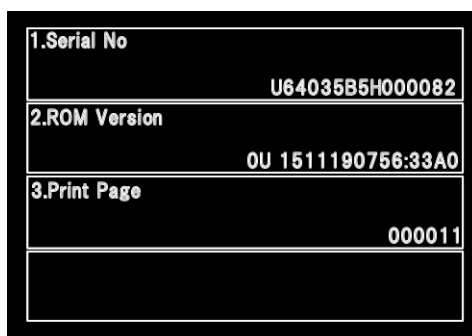 1.Serial No
U64035B5H000082
2.ROM Version
0U 1511190756:33A0
3.Print Page
000011